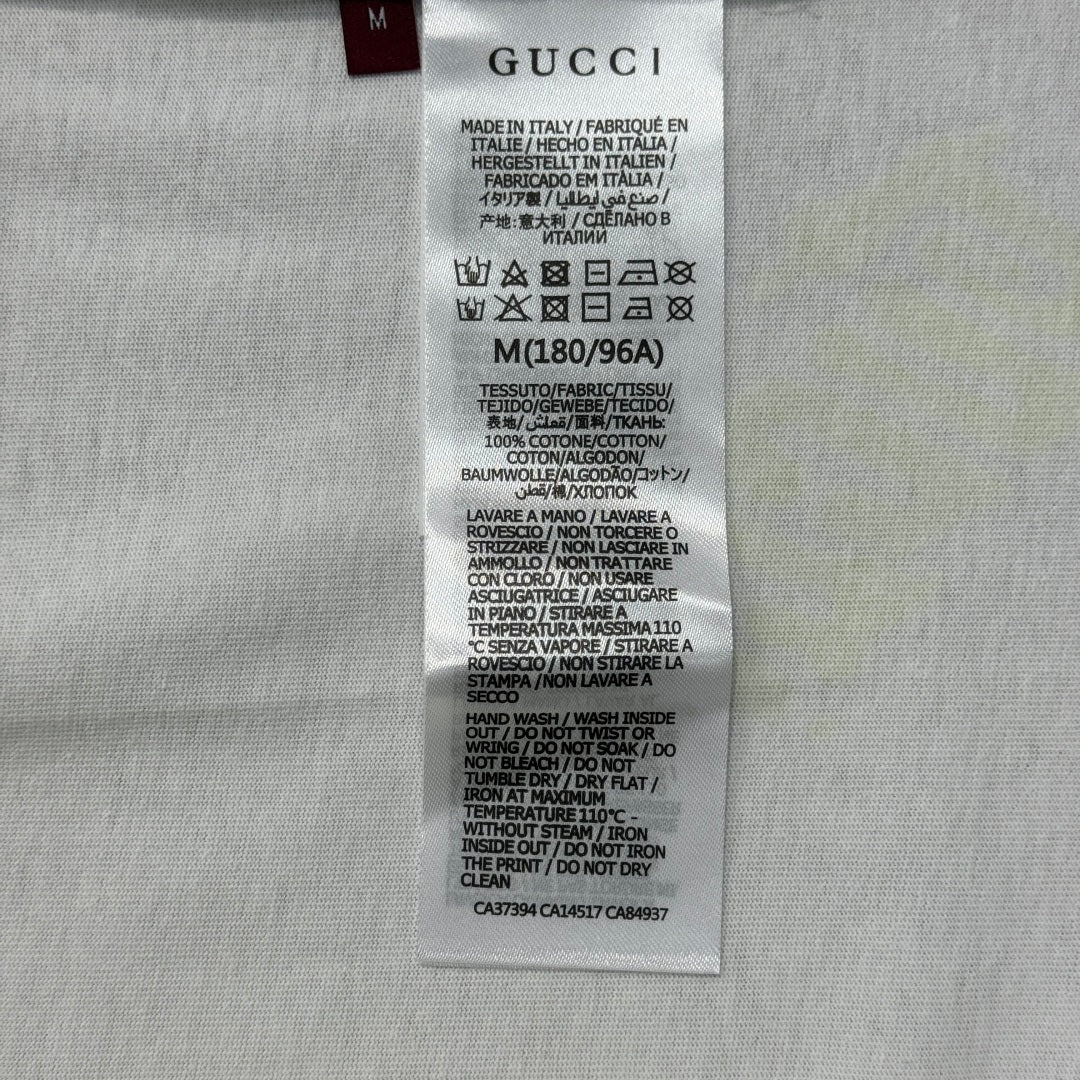 M
GUCCI
MADE IN ITALY / FABRIQUÉ EN
ITALIE / HECHO EN ITALIA /
HERGESTELLT IN ITALIEN /
FABRICADO EM ITÁLIA /
イタリア製 / صنع في ايطاليا /
产地:意大利 / СДЕЛАНО В
ИТАЛИИ
M(180/96A)
TESSUTO/FABRIC/TISSU/
TEJIDO/GEWEBE/TECIDO/
表地/قماش/面料/ТКАНЬ:
100% COTONE/COTTON/
COTON/ALGODON/
BAUMWOLLE/ALGODÃO/コットン/
قطن/棉/ХЛОПОК
LAVARE A MANO / LAVARE A
ROVESCIO / NON TORCERE O
STRIZZARE / NON LASCIARE IN
AMMOLLO / NON TRATTARE
CON CLORO / NON USARE
ASCIUGATRICE / ASCIUGARE
IN PIANO / STIRARE A
TEMPERATURA MASSIMA 110
°C SENZA VAPORE / STIRARE A
ROVESCIO / NON STIRARE LA
STAMPA /NON LAVARE A
SECCO
HAND WASH / WASH INSIDE
OUT / DO NOT TWIST OR
WRING / DO NOT SOAK / DO
NOT BLEACH / DO NOT
TUMBLE DRY / DRY FLAT /
IRON AT MAXIMUM
TEMPERATURE 110°C -
WITHOUT STEAM / IRON
INSIDE OUT / DO NOT IRON
THE PRINT / DO NOT DRY
CLEAN
CA37394 CA14517 CA84937